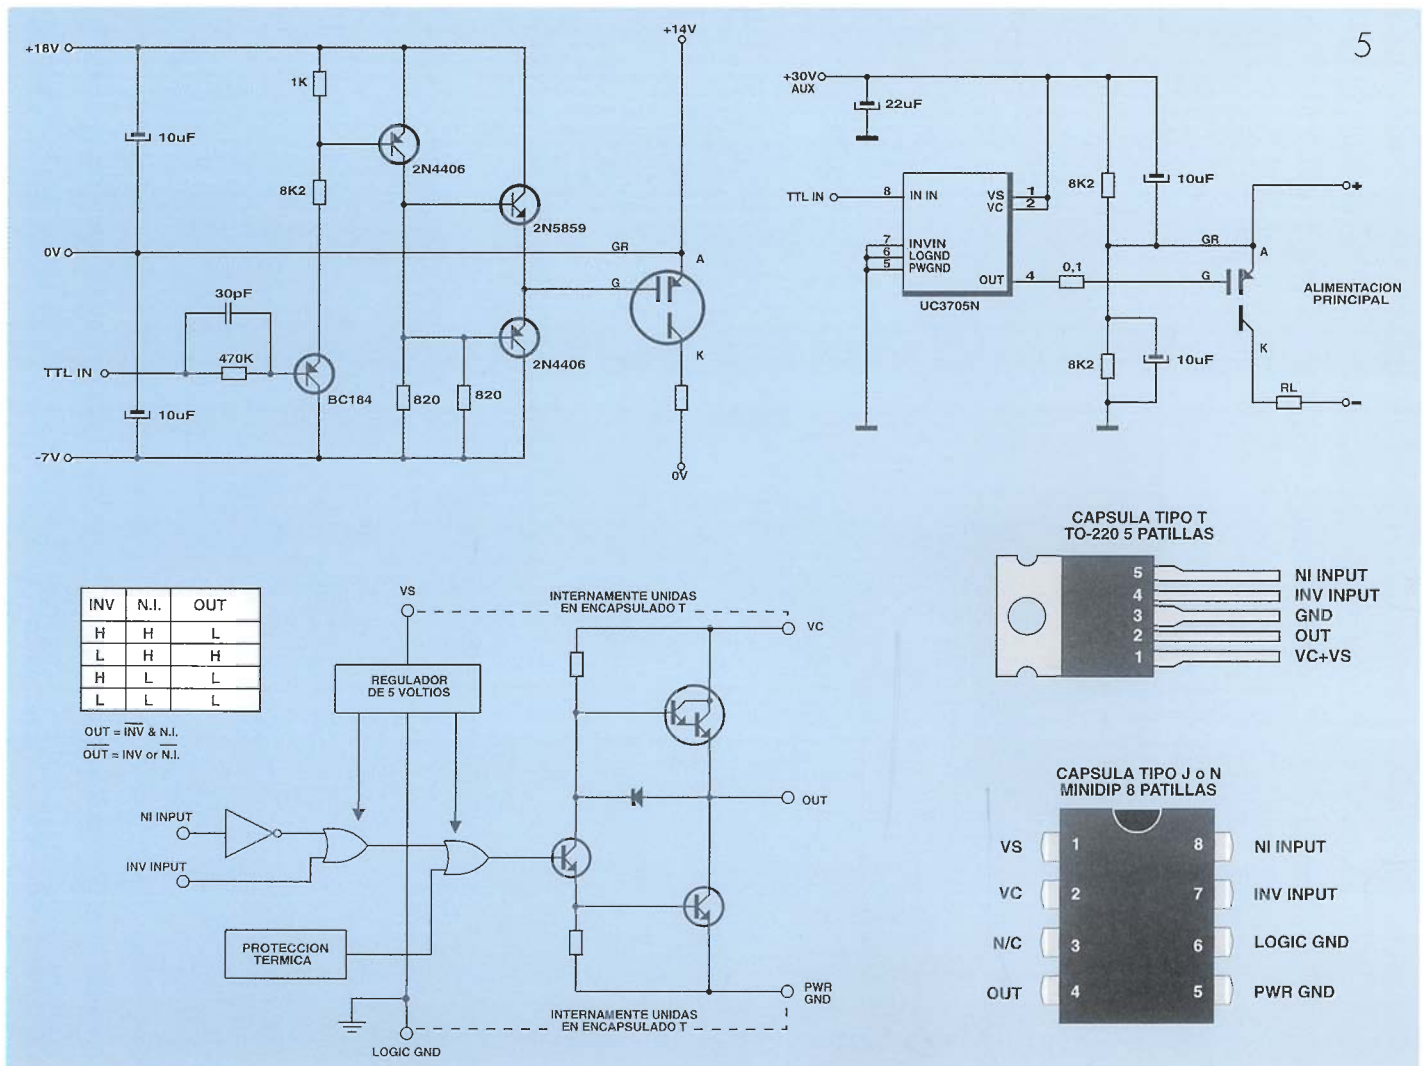 5
+18V
1K
10uF
2N4406
8K2
2N5859
+14V
0V
GR
A
G
30pF
470K
TTL IN
BC184
2N4406
K
10uF
820
820
-7V
0V
+30V
AUX
22uF
8K2
10uF
TTL IN
8
IN IN
VS
1
VC
2
7
INVIN
6
LOGND
5
PWGND
OUT
4
UC3705N
0,1
GR
A
G
ALIMENTACION
PRINCIPAL
K
8K2
10uF
RL
+
-
INV N.I. OUT
H H L
L H H
H L L
L L L
OUT = INV & N.I.
OUT = INV or N.I.
VS
INTERNAMENTE UNIDAS
EN ENCAPSULADO T
VC
REGULADOR
DE 5 VOLTIOS
OUT
NI INPUT
INV INPUT
PROTECCION
TERMICA
PWR
GND
INTERNAMENTE UNIDAS
EN ENCAPSULADO T
LOGIC GND
CAPSULA TIPO T
TO-220 5 PATILLAS
5 NI INPUT
4 INV INPUT
3 GND
2 OUT
1 VC+VS
CAPSULA TIPO J o N
MINIDIP 8 PATILLAS
VS 1 8 NI INPUT
VC 2 7 INV INPUT
N/C 3 6 LOGIC GND
OUT 4 5 PWR GND